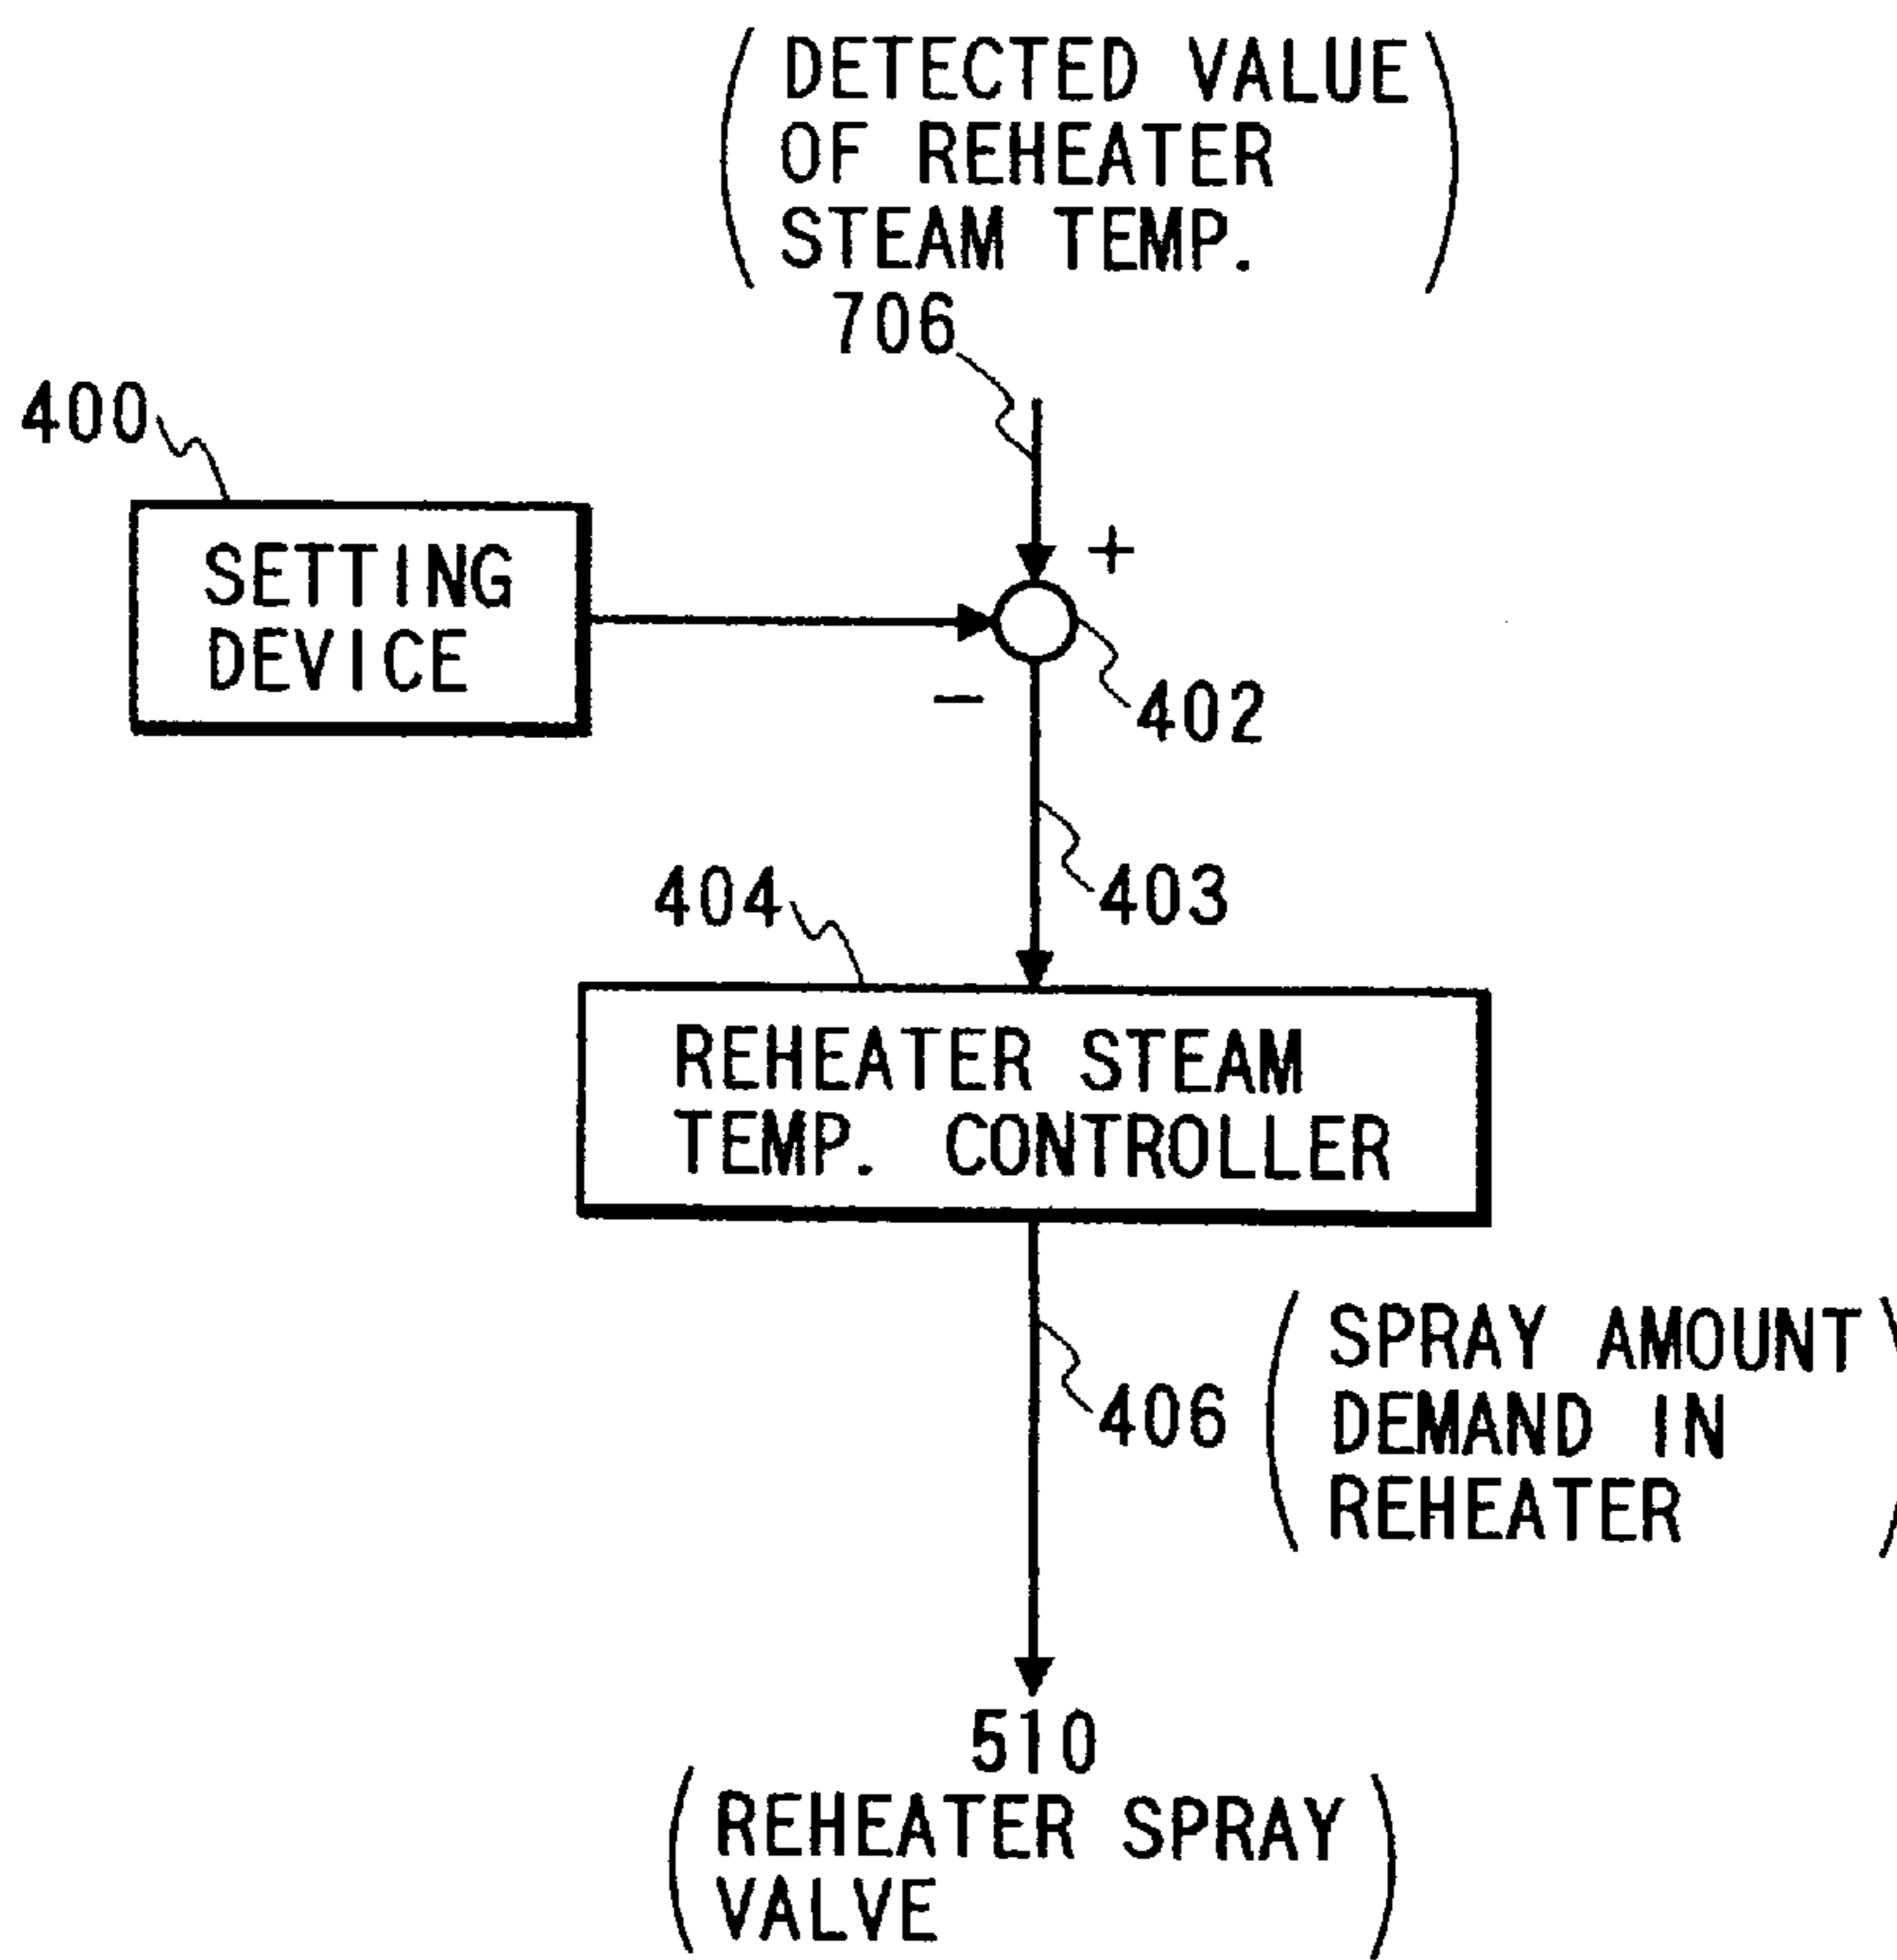 DETECTED VALUE
OF REHEATER
STEAM TEMP.
706
400
SETTING
DEVICE
+
−
402
403
404
REHEATER STEAM
TEMP. CONTROLLER
406
SPRAY AMOUNT
DEMAND IN
REHEATER
510
REHEATER SPRAY
VALVE